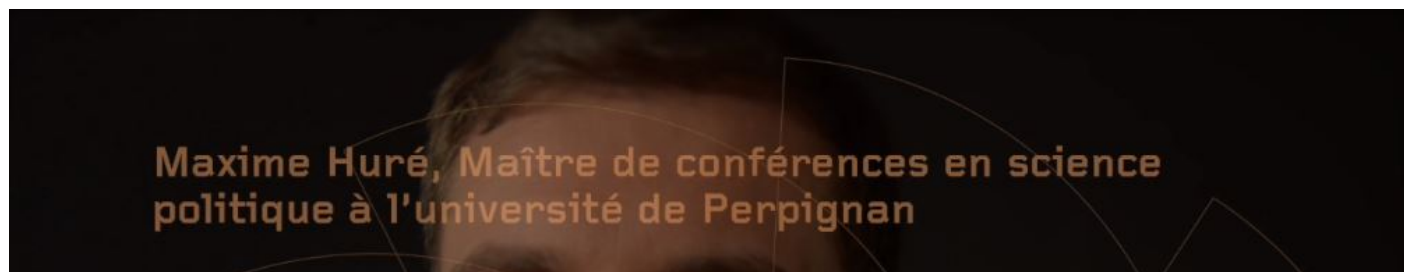 Maxime Huré, Maître de conférences en science
politique à l'université de Perpignan